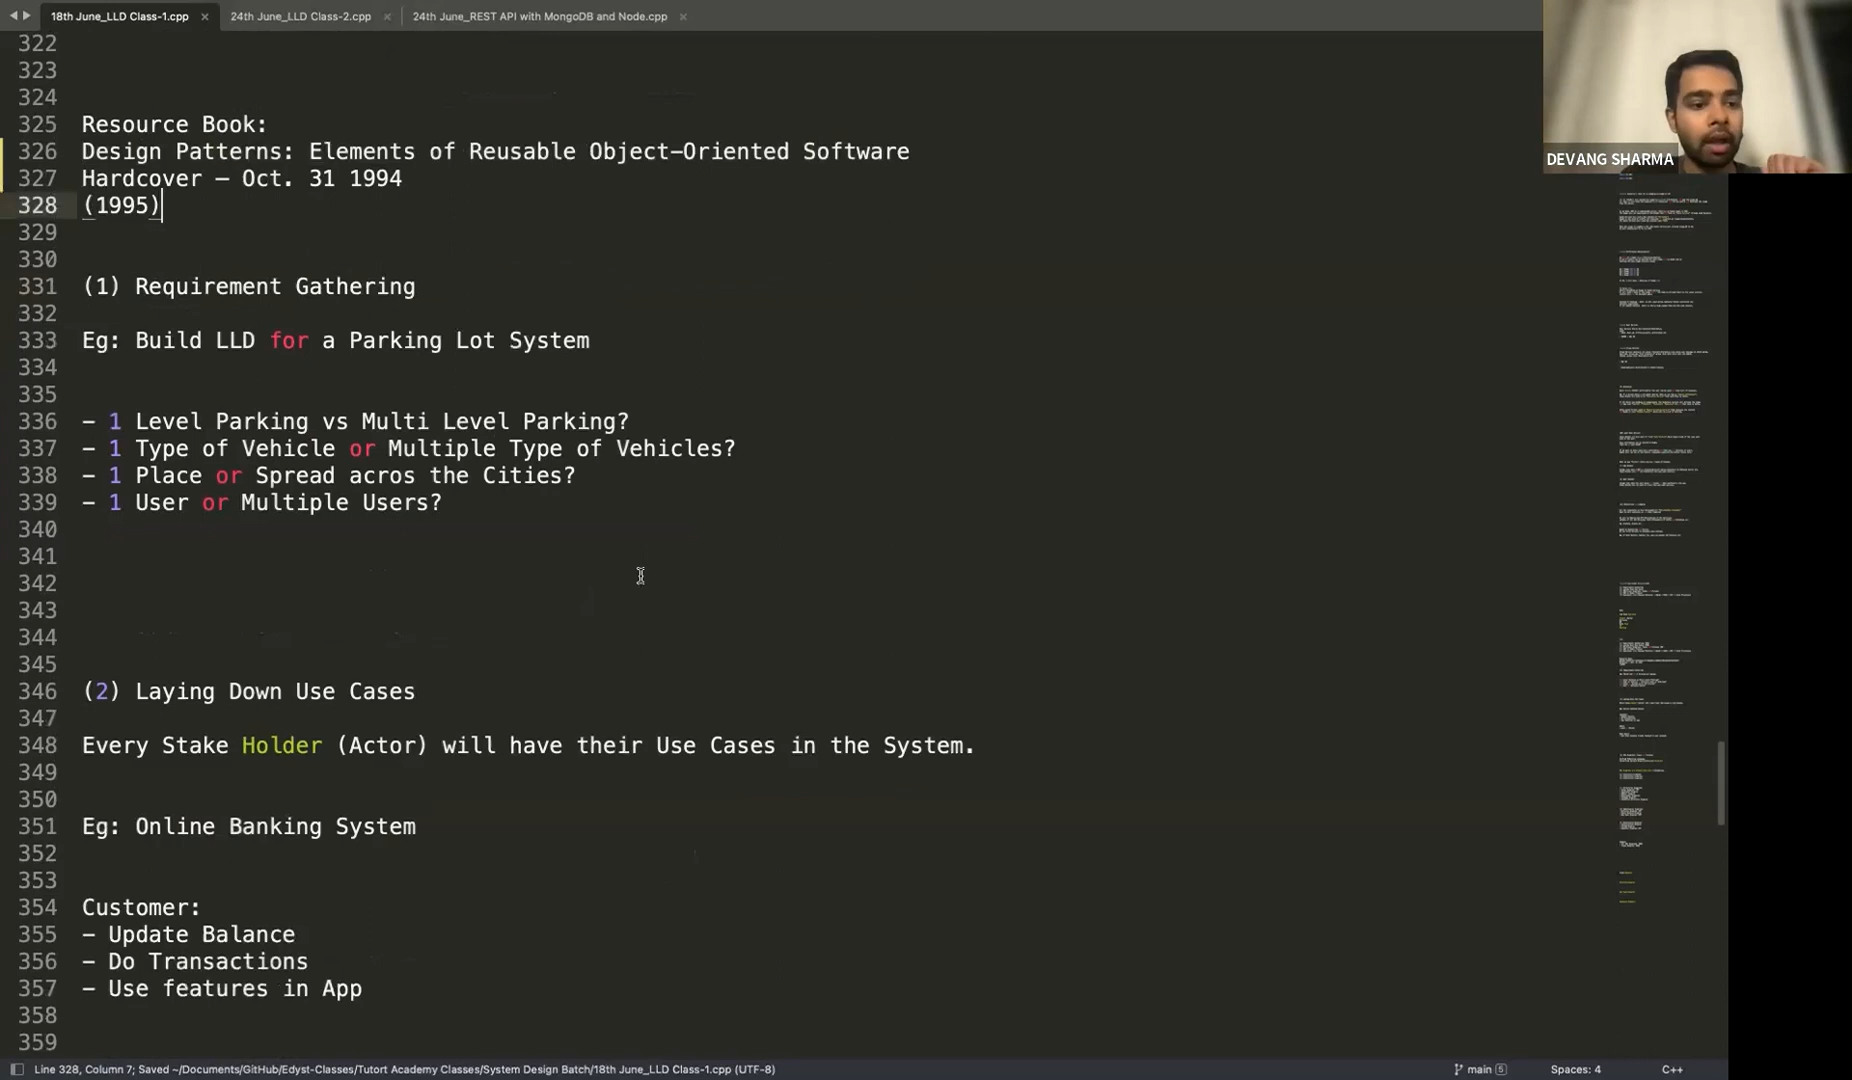 18th June_LLD Class-1.cpp
24th June_LLD Class-2.cpp
24th June_REST API with MongoDB and Node.cpp
DEVANG SHARMA
322
323
324
325 Resource Book:
326 Design Patterns: Elements of Reusable Object-Oriented Software
327 Hardcover – Oct. 31 1994
328 (1995)
329
330
331 (1) Requirement Gathering
332
333 Eg: Build LLD for a Parking Lot System
334
335
336 - 1 Level Parking vs Multi Level Parking?
337 - 1 Type of Vehicle or Multiple Type of Vehicles?
338 - 1 Place or Spread acros the Cities?
339 - 1 User or Multiple Users?
340
341
342
343
344
345
346 (2) Laying Down Use Cases
347
348 Every Stake Holder (Actor) will have their Use Cases in the System.
349
350
351 Eg: Online Banking System
352
353
354 Customer:
355 - Update Balance
356 - Do Transactions
357 - Use features in App
358
359
Line 328, Column 7; Saved ~/Documents/GitHub/Edyst-Classes/Tutort Academy Classes/System Design Batch/18th June_LLD Class-1.cpp (UTF-8)
main 5
Spaces: 4
C++